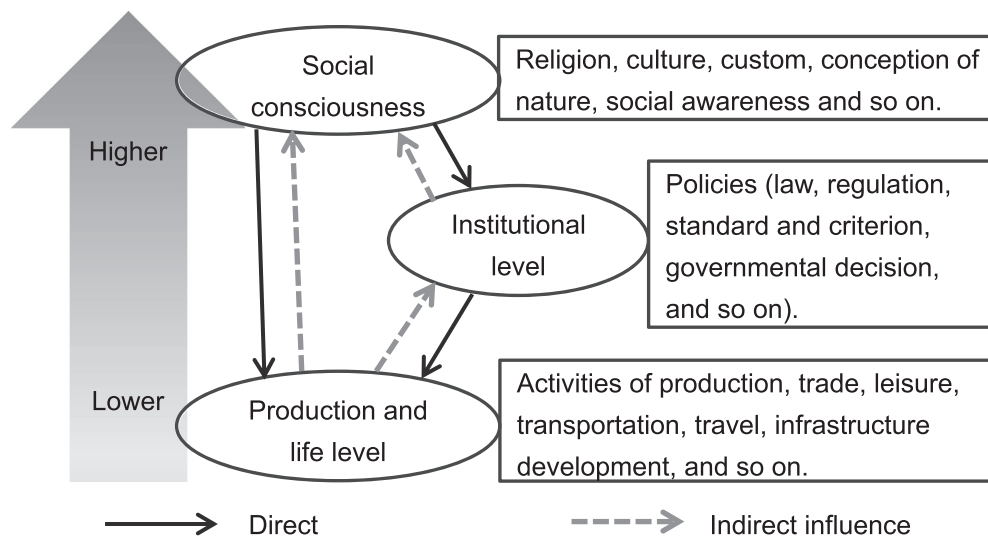 Social
consciousness
Religion, culture, custom, conception of
nature, social awareness and so on.
Higher
Institutional
level
Policies (law, regulation,
standard and criterion,
governmental decision,
and so on).
Lower
Production and
life level
Activities of production, trade, leisure,
transportation, travel, infrastructure
development, and so on.
Direct
Indirect influence